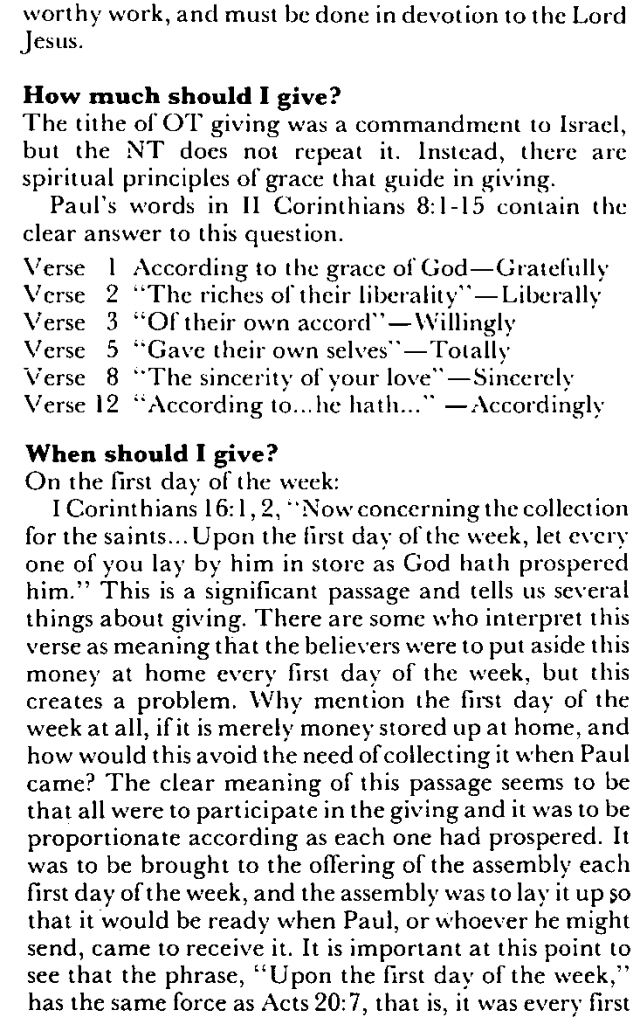 worthy work, and must be done in devotion to the Lord
Jesus.
How much should I give?
The tithe of OT giving was a commandment to Israel,
but the NT does not repeat it. Instead, there are
spiritual principles of grace that guide in giving.
Paul's words in II Corinthians 8:1-15 contain the
clear answer to this question.
Verse 1 According to the grace of God—Gratefully
Verse 2 “The riches of their liberality”—Liberally
Verse 3 “Of their own accord”—Willingly
Verse 5 “Gave their own selves”—Totally
Verse 8 “The sincerity of your love”—Sincerely
Verse 12 “According to...he hath...” —Accordingly
When should I give?
On the first day of the week:
I Corinthians 16:1, 2, “Now concerning the collection
for the saints...Upon the first day of the week, let every
one of you lay by him in store as God hath prospered
him.” This is a significant passage and tells us several
things about giving. There are some who interpret this
verse as meaning that the believers were to put aside this
money at home every first day of the week, but this
creates a problem. Why mention the first day of the
week at all, if it is merely money stored up at home, and
how would this avoid the need of collecting it when Paul
came? The clear meaning of this passage seems to be
that all were to participate in the giving and it was to be
proportionate according as each one had prospered. It
was to be brought to the offering of the assembly each
first day of the week, and the assembly was to lay it up so
that it would be ready when Paul, or whoever he might
send, came to receive it. It is important at this point to
see that the phrase, “Upon the first day of the week,”
has the same force as Acts 20:7, that is, it was every first